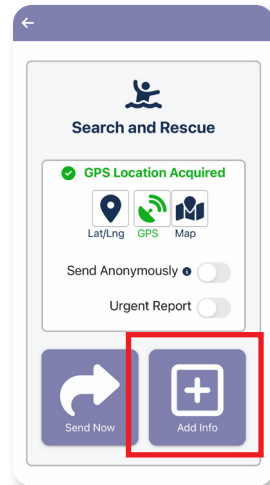 Search and Rescue
GPS Location Acquired
Lat/Lng GPS Map
Send Anonymously
Urgent Report
Send Now Add Info